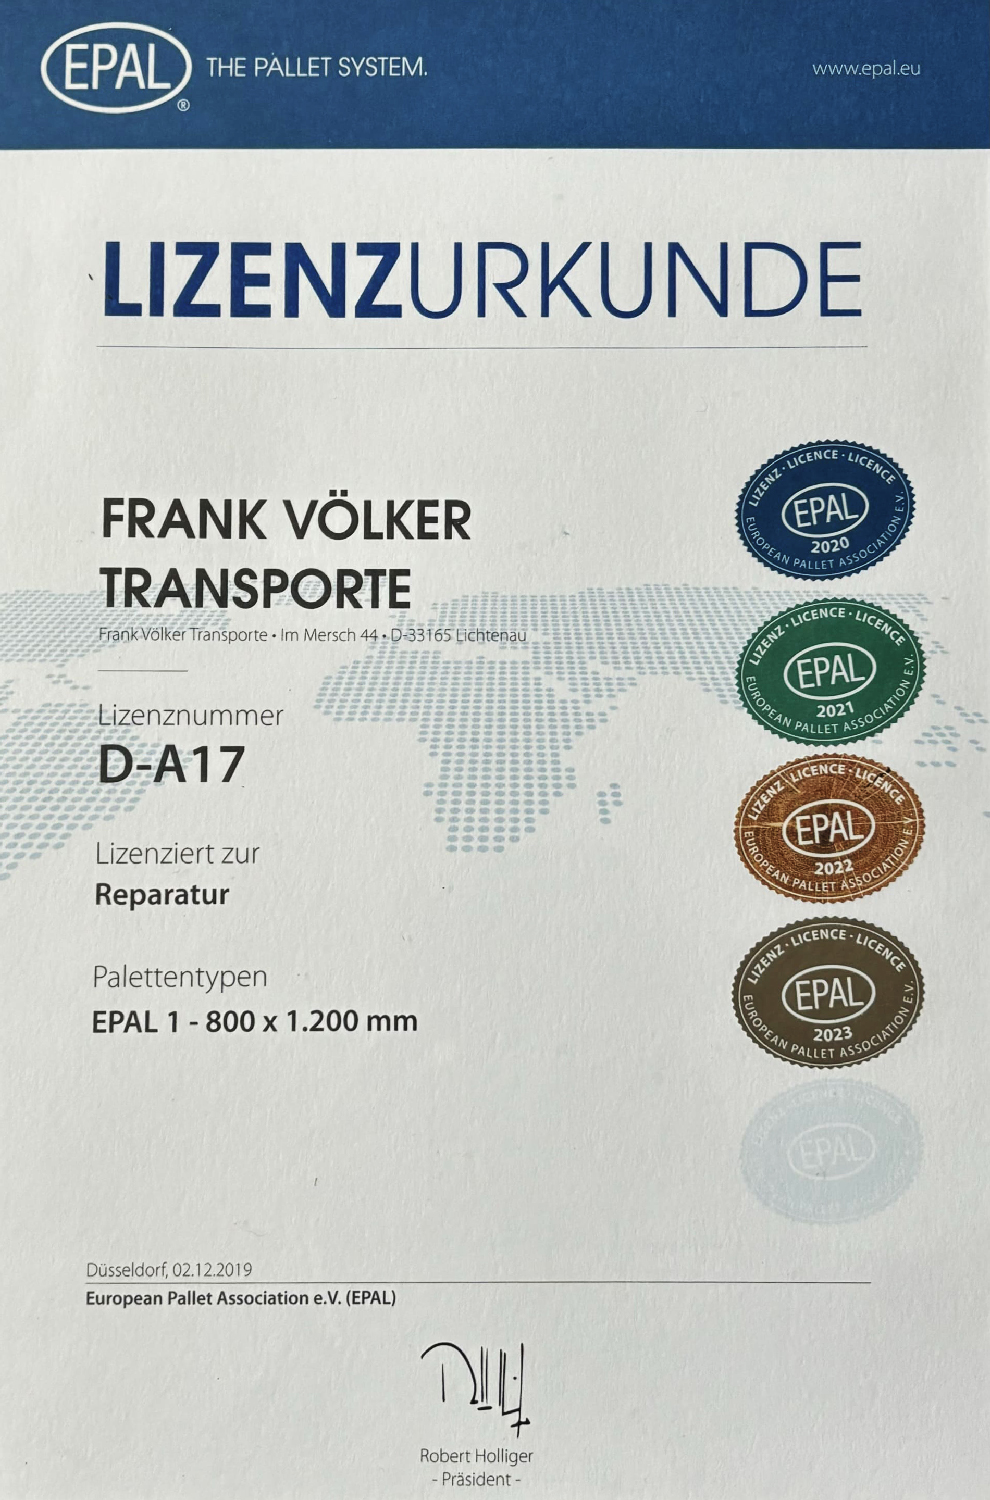 EPAL
®
THE PALLET SYSTEM.
www.epal.eu
LIZENZURKUNDE
FRANK VÖLKER
TRANSPORTE
Frank Völker Transporte • Im Mersch 44 • D-33165 Lichtenau
Lizenznummer
D-A17
Lizenziert zur
Reparatur
Palettentypen
EPAL 1 - 800 x 1.200 mm
LIZENZ · LICENCE · LICENCE
EPAL
2020
EUROPEAN PALLET ASSOCIATION E.V.
LIZENZ · LICENCE · LICENCE
EPAL
2021
EUROPEAN PALLET ASSOCIATION E.V.
LIZENZ · LICENCE · LICENCE
EPAL
2022
EUROPEAN PALLET ASSOCIATION E.V.
LIZENZ · LICENCE · LICENCE
EPAL
2023
EUROPEAN PALLET ASSOCIATION E.V.
EPAL
Düsseldorf, 02.12.2019
European Pallet Association e.V. (EPAL)
Robert Holliger
- Präsident -